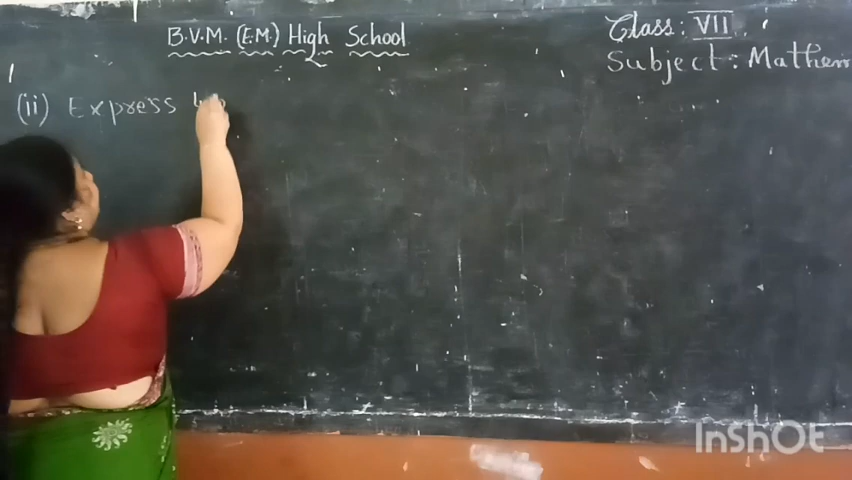 B.V.M. (E.M.) High School
Class: VII
Subject: Mathem
(ii) Express
InShOt